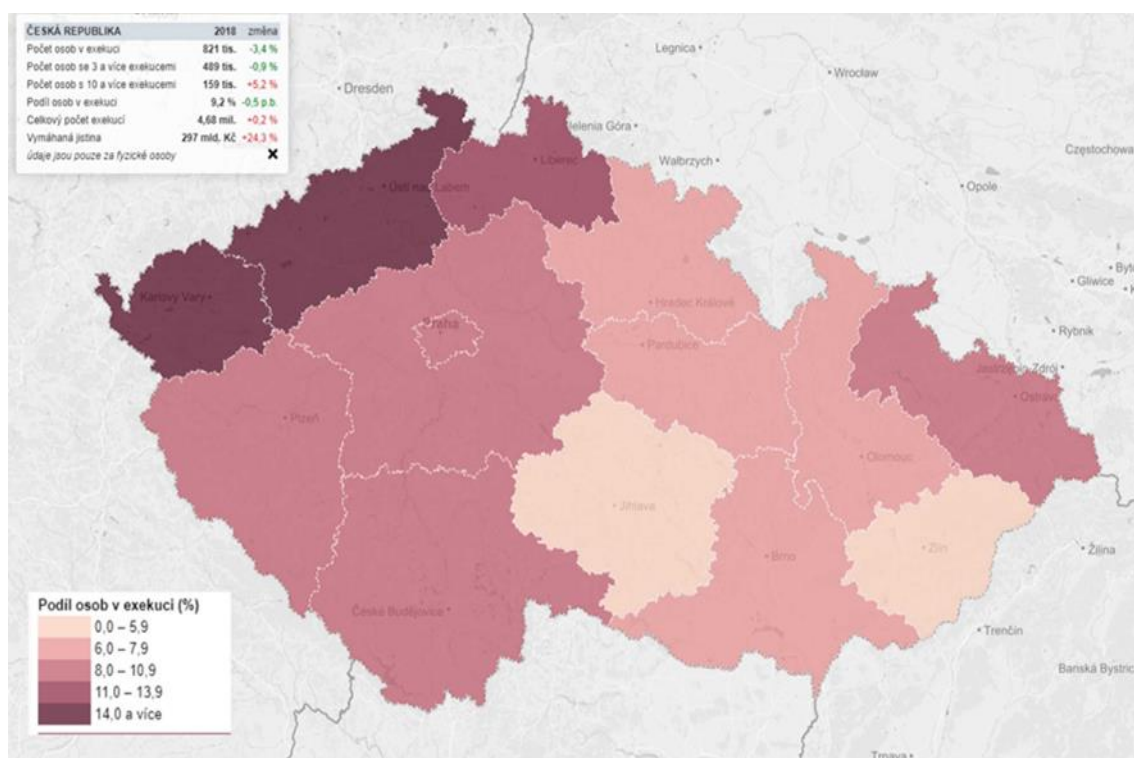 ČESKÁ REPUBLIKA 2018 změna
Počet osob v exekuci 821 tis. -3,4 %
Počet osob se 3 a více exekucemi 489 tis. -0,9 %
Počet osob s 10 a více exekucemi 159 tis. +5,2 %
Podíl osob v exekuci 9,2 % -0,5 p.b.
Celkový počet exekucí 4,68 mil. +0,2 %
Vymáhaná jistina 297 mld. Kč +24,3 %
údaje jsou pouze za fyzické osoby ✖
Legnica
Wrocław
Dresden
Jelenia Góra
Wałbrzych
Częstochowa
Liberec
Ústí nad Labem
Opole
Karlovy Vary
Gliwice
Hradec Králové
Praha
Rybnik
Pardubice
Jastrzębie-Zdrój
Ostrava
Plzeň
Olomouc
Jihlava
Zlín
Brno
Žilina
České Budějovice
Trenčín
Banská Bystric
Trnava
Podíl osob v exekuci (%)
0,0 – 5,9
6,0 – 7,9
8,0 – 10,9
11,0 – 13,9
14,0 a více